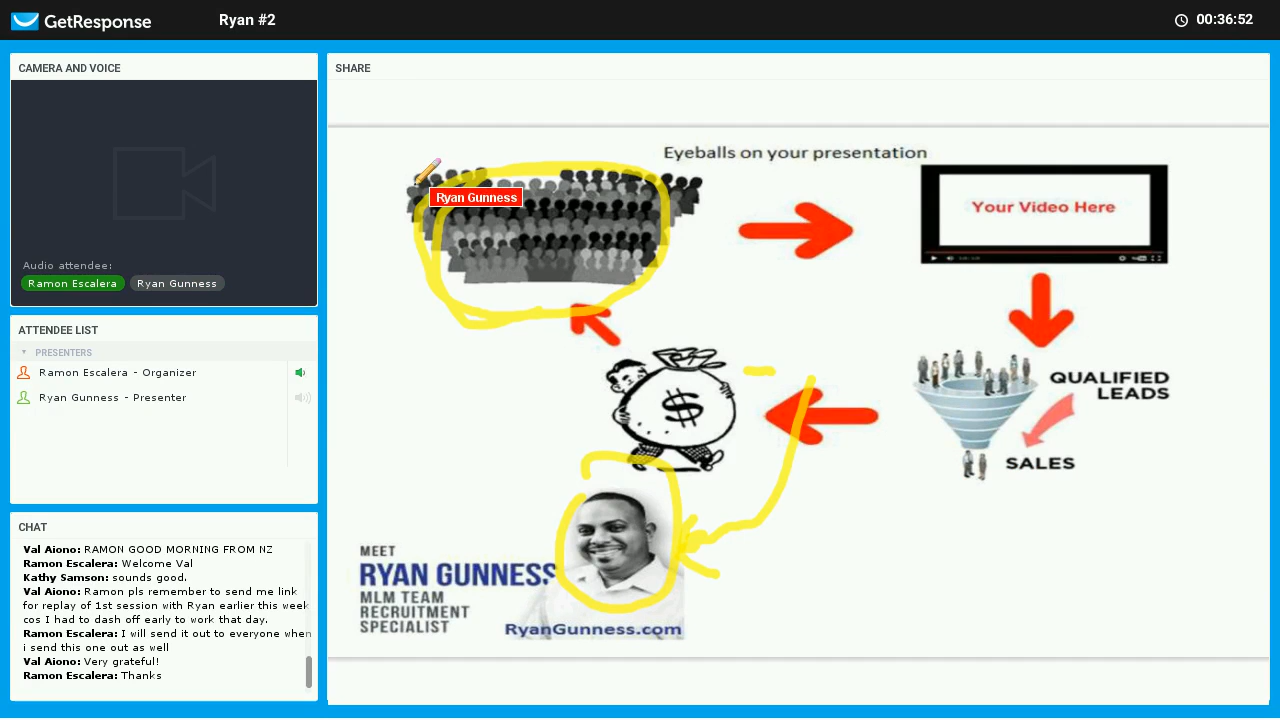 GetResponse
Ryan #2
00:36:52
CAMERA AND VOICE
Audio attendee:
Ramon Escalera
Ryan Gunness
ATTENDEE LIST
PRESENTERS
Ramon Escalera - Organizer
Ryan Gunness - Presenter
CHAT
Val Aiono: RAMON GOOD MORNING FROM NZ
Ramon Escalera: Welcome Val
Kathy Samson: sounds good.
Val Aiono: Ramon pls remember to send me link
for replay of 1st session with Ryan earlier this week
cos I had to dash off early to work that day.
Ramon Escalera: I will send it out to everyone when
i send this one out as well
Val Aiono: Very grateful!
Ramon Escalera: Thanks
SHARE
Eyeballs on your presentation
Ryan Gunness
Your Video Here
QUALIFIED
LEADS
SALES
$
MEET
RYAN GUNNESS
MLM TEAM
RECRUITMENT
SPECIALIST
RyanGunness.com